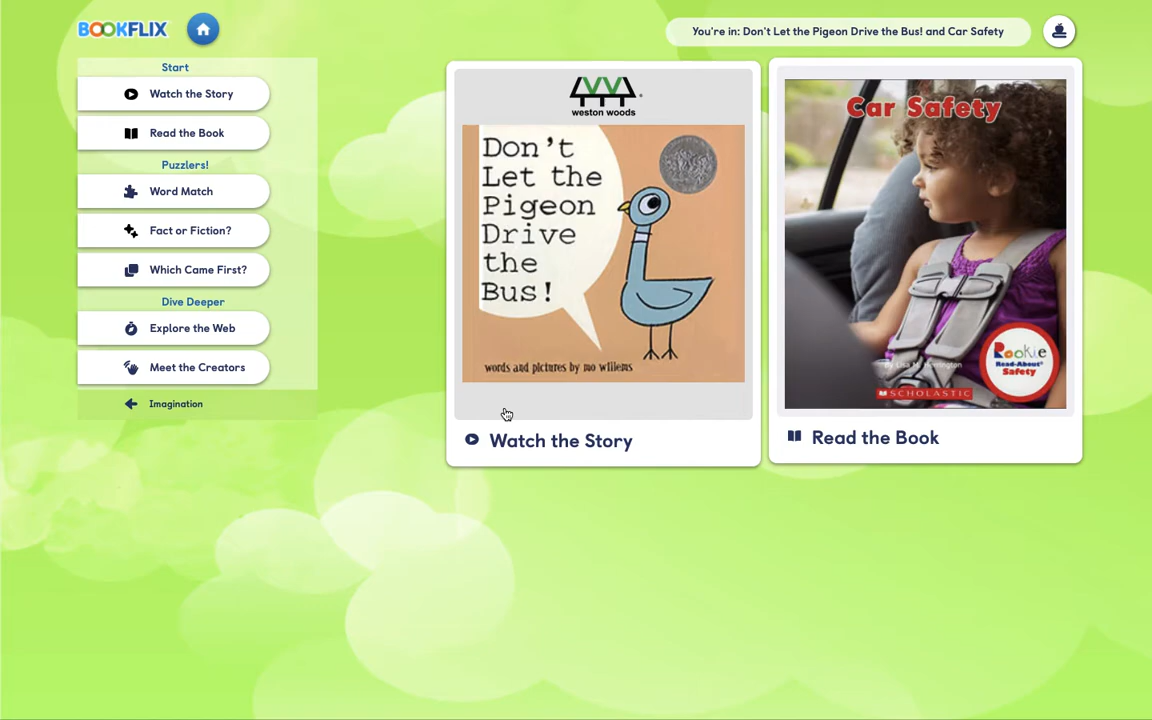 BOOKFLIX
You're in: Don't Let the Pigeon Drive the Bus! and Car Safety
Start
Watch the Story
Read the Book
Puzzlers!
Word Match
Fact or Fiction?
Which Came First?
Dive Deeper
Explore the Web
Meet the Creators
Imagination
weston woods
Don't
Let the
Pigeon
Drive
the
Bus!
words and pictures by mo willems
Watch the Story
Car Safety
By Lisa M. Herrington
Rookie
Read-About®
Safety
SCHOLASTIC
Read the Book